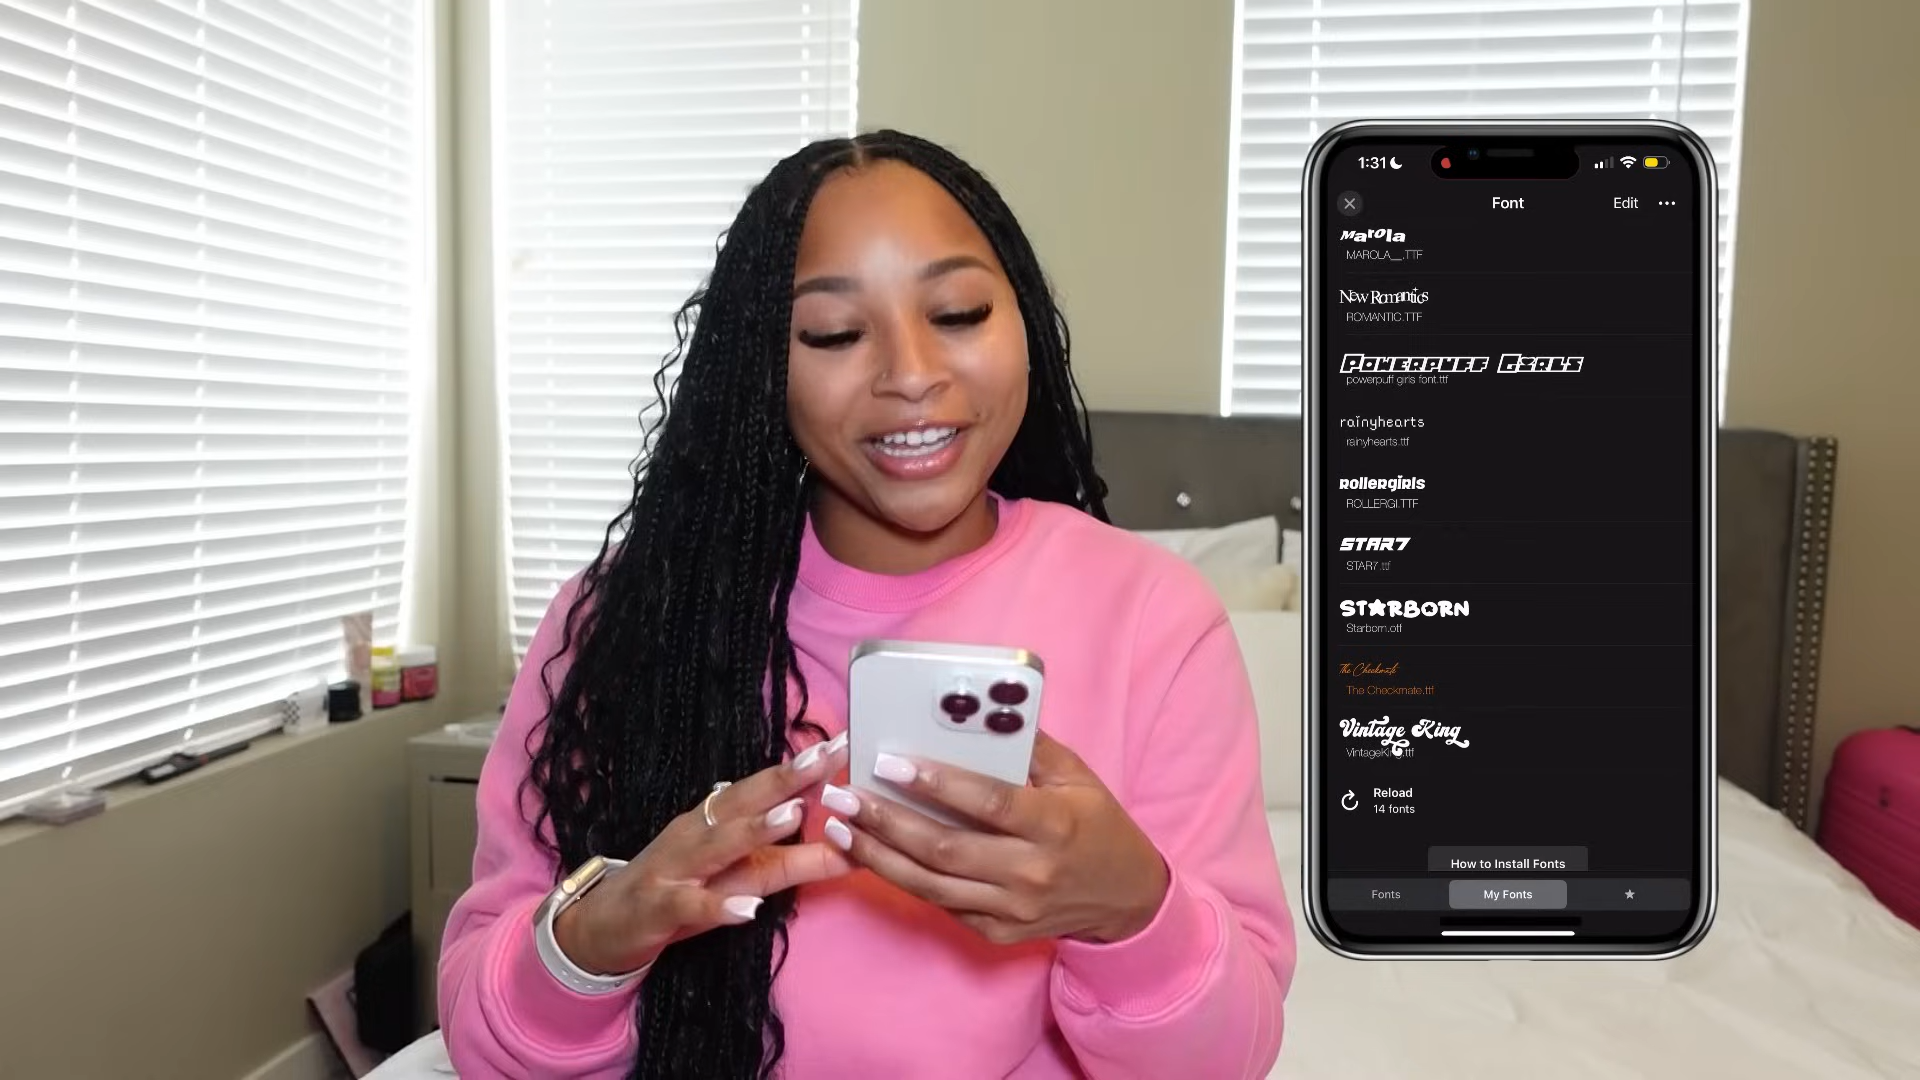 1:31
Font
Edit
Marola
MAROLA__.TTF
New Romantics
ROMANTIC.TTF
Powerpuff Girls
powerpuff girls font.ttf
rainyhearts
rainyhearts.ttf
rollergirls
ROLLERGI.TTF
STAR7
STAR7.ttf
STARBORN
Starborn.otf
The Checkmate
The Checkmate.ttf
Vintage King
VintageKing.ttf
Reload
14 fonts
How to Install Fonts
Fonts
My Fonts